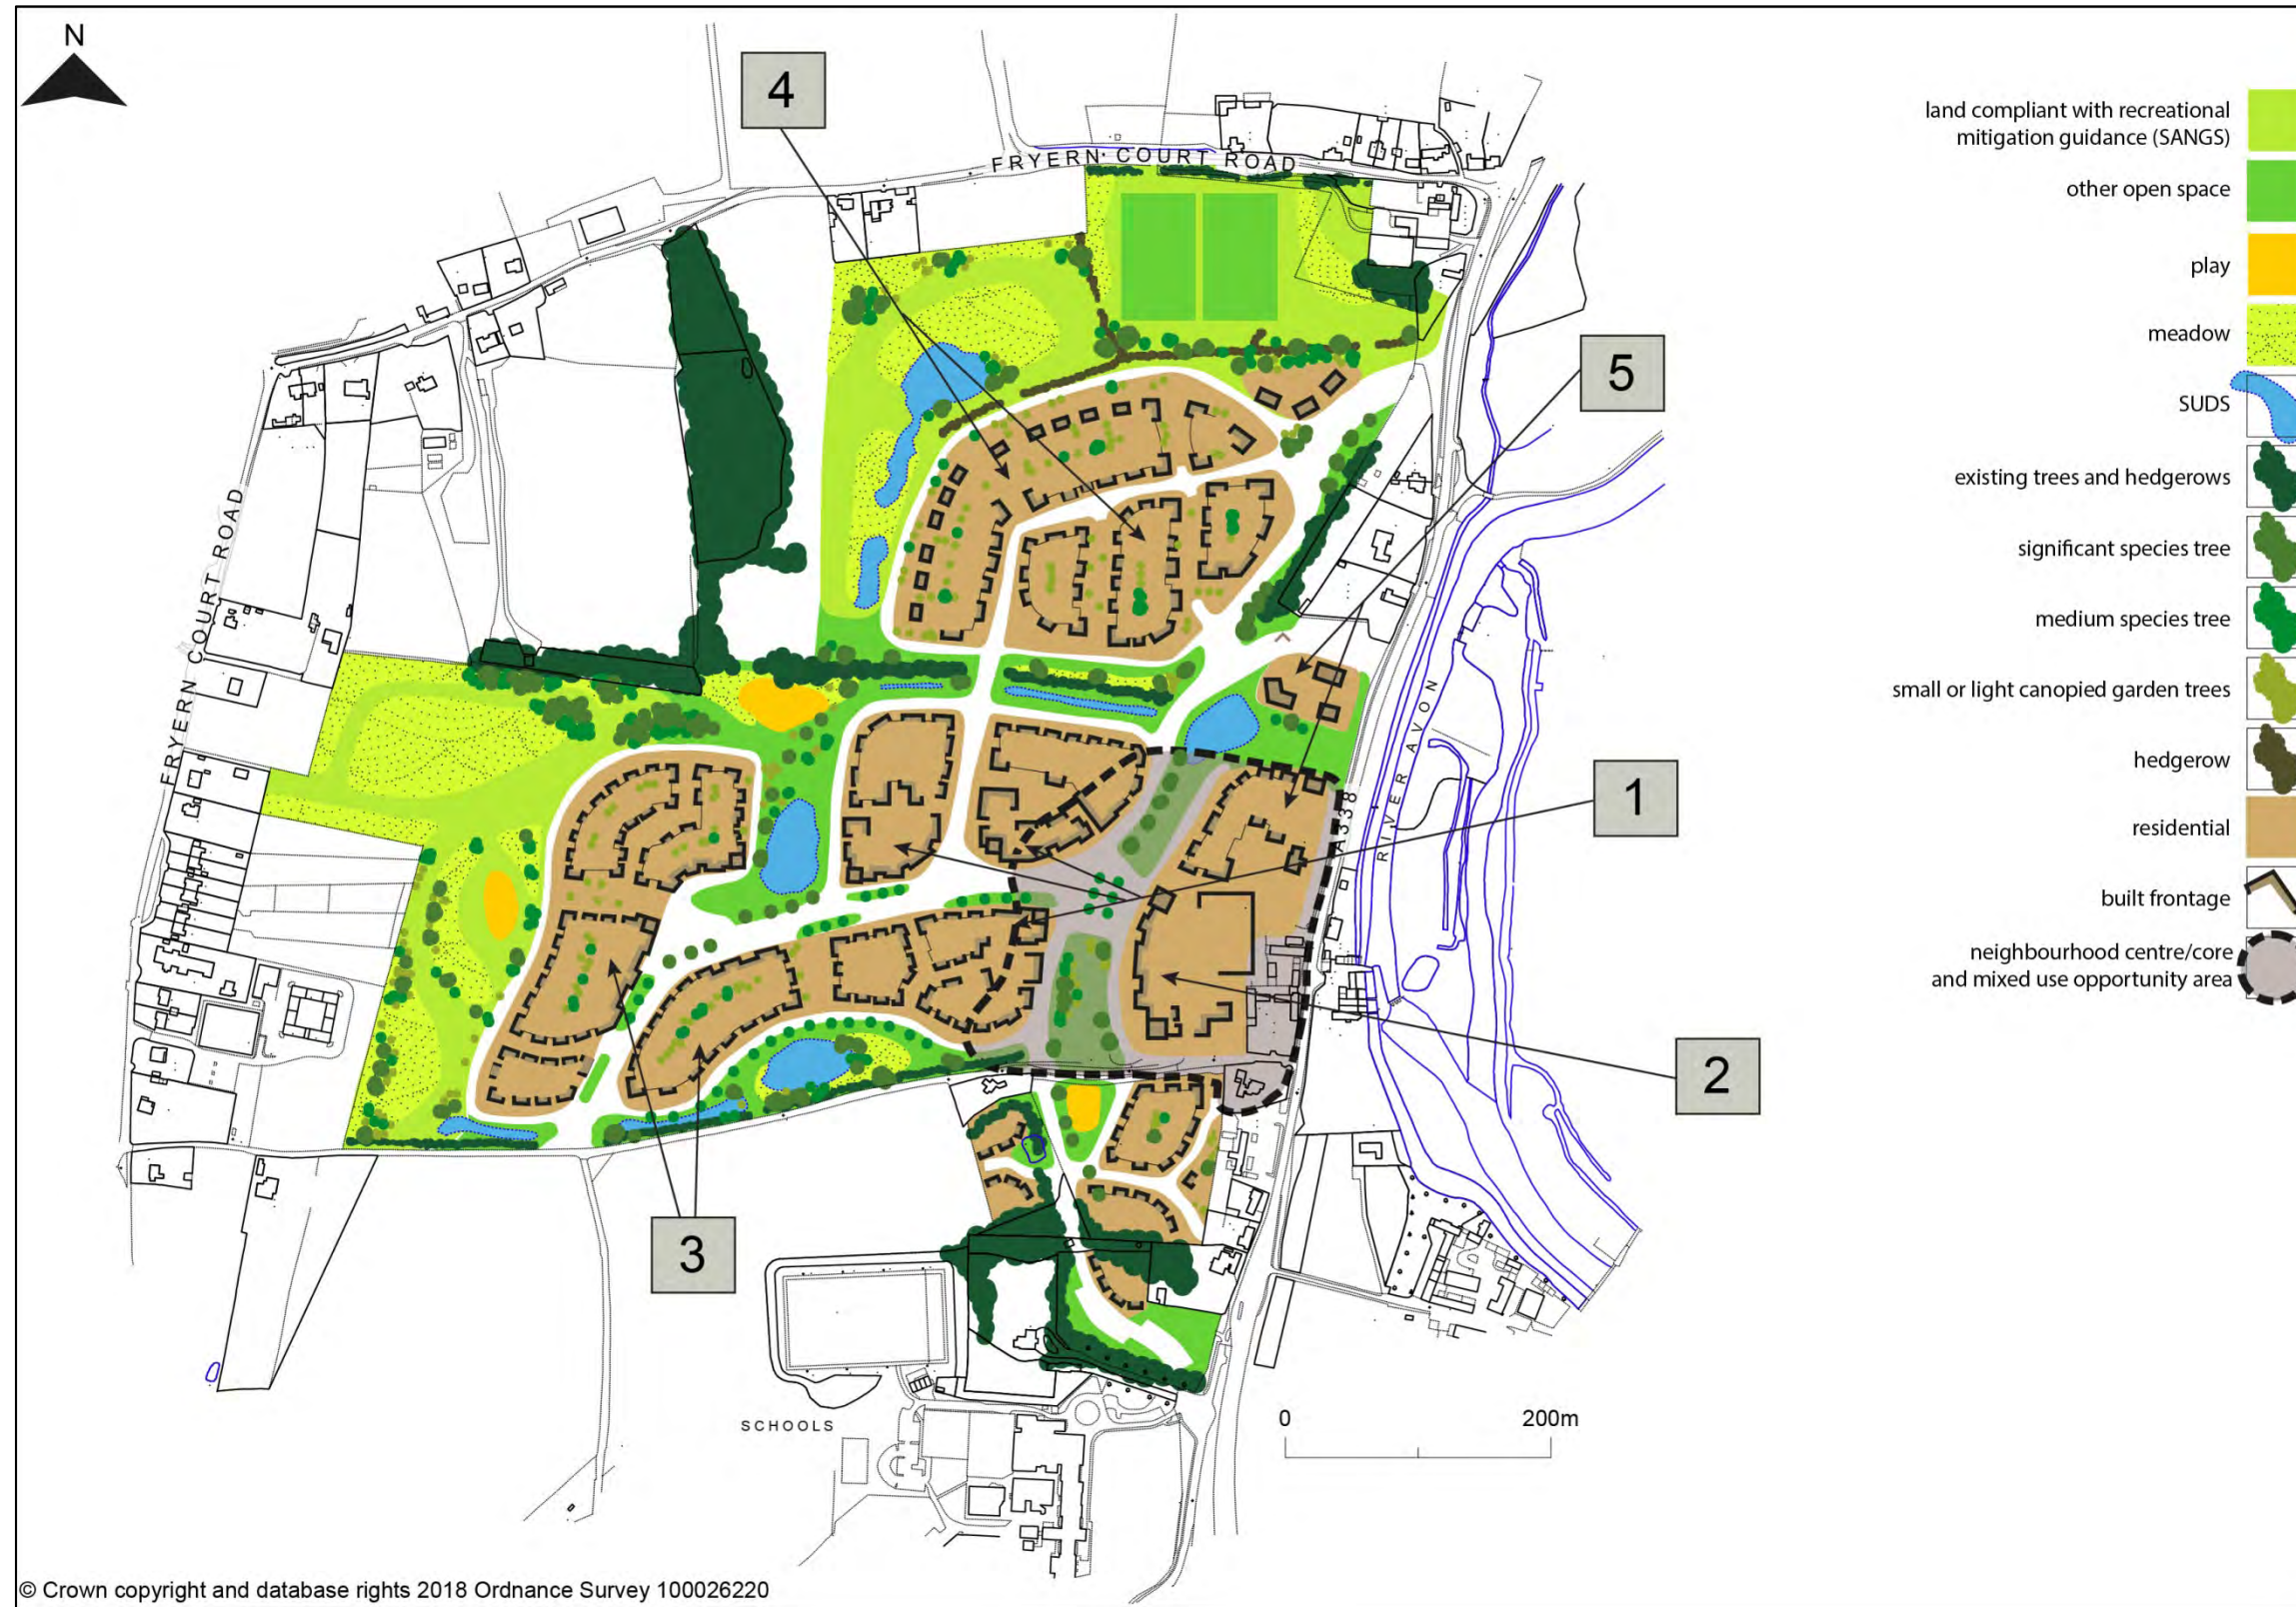 N
4
FRYERN COURT ROAD
5
FRYERN COURT ROAD
1
A338
RIVER AVON
2
3
SCHOOLS
0 200m
land compliant with recreational
mitigation guidance (SANGS)
other open space
play
meadow
SUDS
existing trees and hedgerows
significant species tree
medium species tree
small or light canopied garden trees
hedgerow
residential
built frontage
neighbourhood centre/core
and mixed use opportunity area
© Crown copyright and database rights 2018 Ordnance Survey 100026220